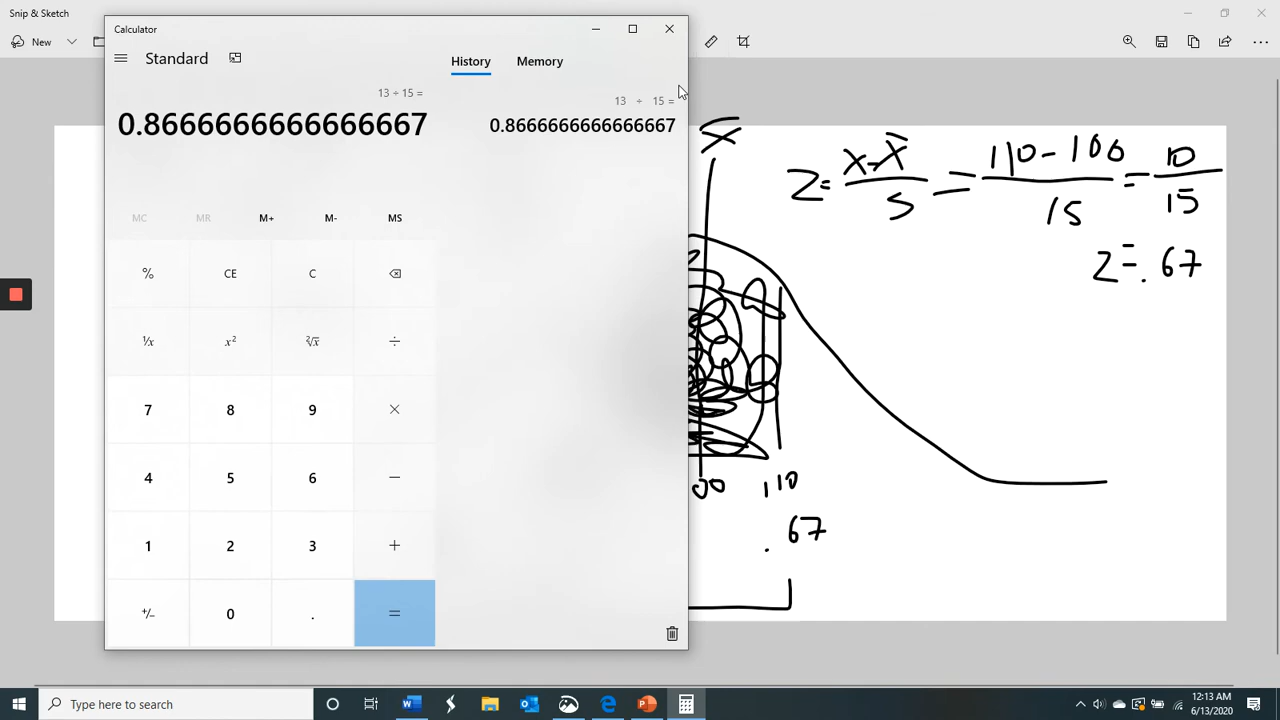 Snip & Sketch
New
Calculator
Standard
History
Memory
13 ÷ 15 =
0.8666666666666667
13 ÷ 15 =
0.8666666666666667
MC MR M+ M- MS
% CE C
¹/x x² ²√x ÷
7 8 9 ×
4 5 6 −
1 2 3 +
+/− 0 . =
X̄
Z = X-X̄ / S = 110-100 / 15 = 10 / 15
Z = .67
00 110
.67
Type here to search
12:13 AM
6/13/2020